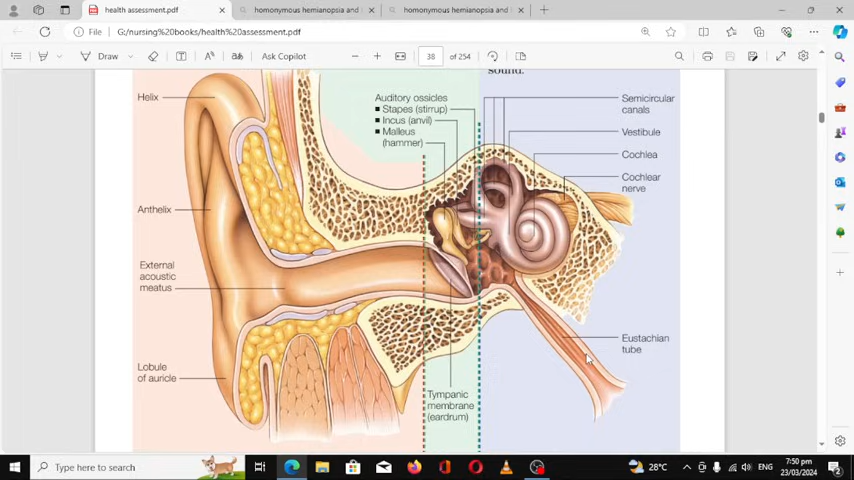 health assessment.pdf
homonymous hemianopsia and
homonymous hemianopsia and
File
G:/nursing%20books/health%20assessment.pdf
Draw
Ask Copilot
38
of 254
sound.
Helix
Auditory ossicles
■ Stapes (stirrup)
■ Incus (anvil)
■ Malleus
(hammer)
Semicircular
canals
Vestibule
Cochlea
Cochlear
nerve
Anthelix
External
acoustic
meatus
Eustachian
tube
Lobule
of auricle
Tympanic
membrane
(eardrum)
Type here to search
28°C
ENG
7:50 pm
23/03/2024
2